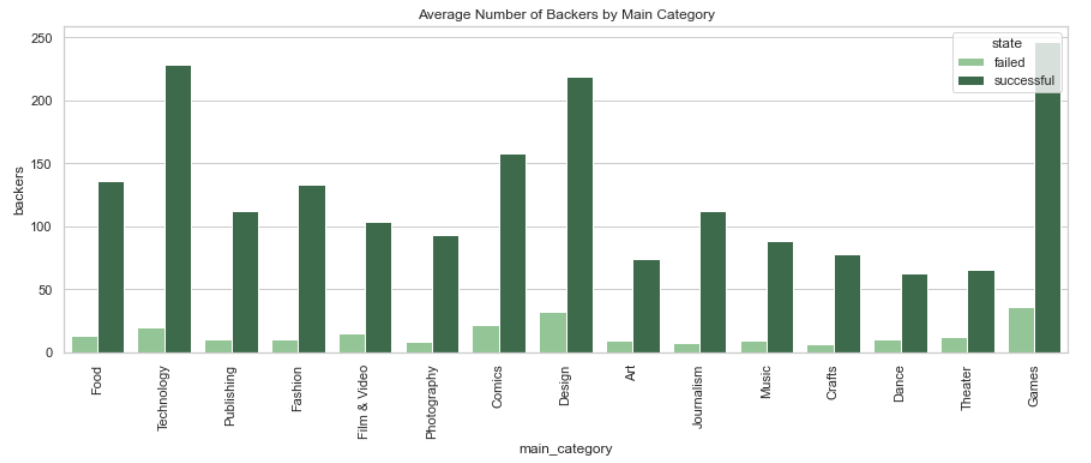 Average Number of Backers by Main Category
state
failed
successful
backers
250
200
150
100
50
0
Food
Technology
Publishing
Fashion
Film & Video
Photography
Comics
Design
Art
Journalism
Music
Crafts
Dance
Theater
Games
main_category